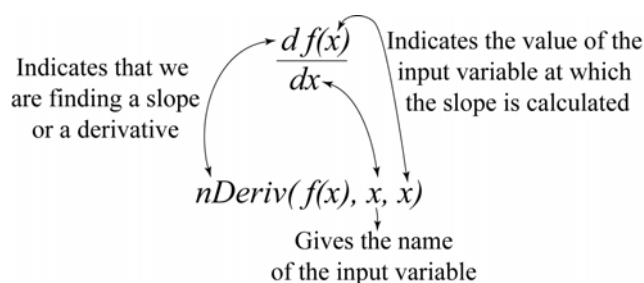 Indicates that we
are finding a slope
or a derivative
d f(x)
dx
Indicates the value of the
input variable at which
the slope is calculated
nDeriv( f(x), x, x)
Gives the name
of the input variable